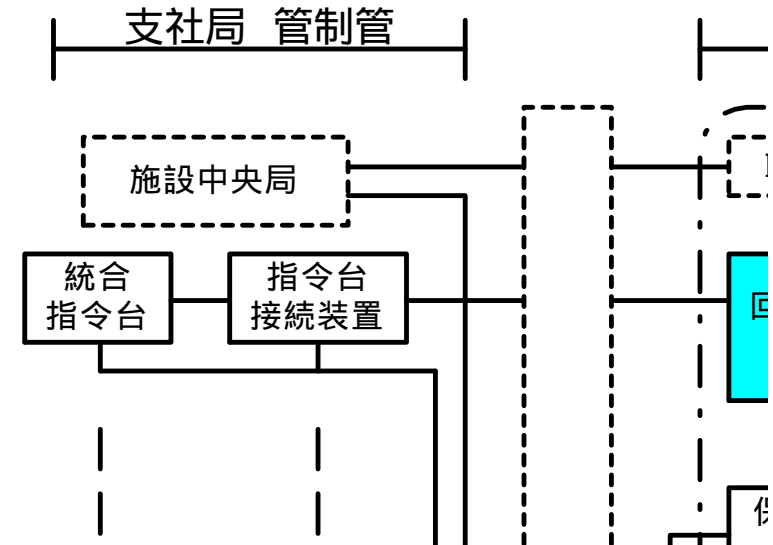 支社局 管制管
施設中央局
統合
指令台
指令台
接続装置
回